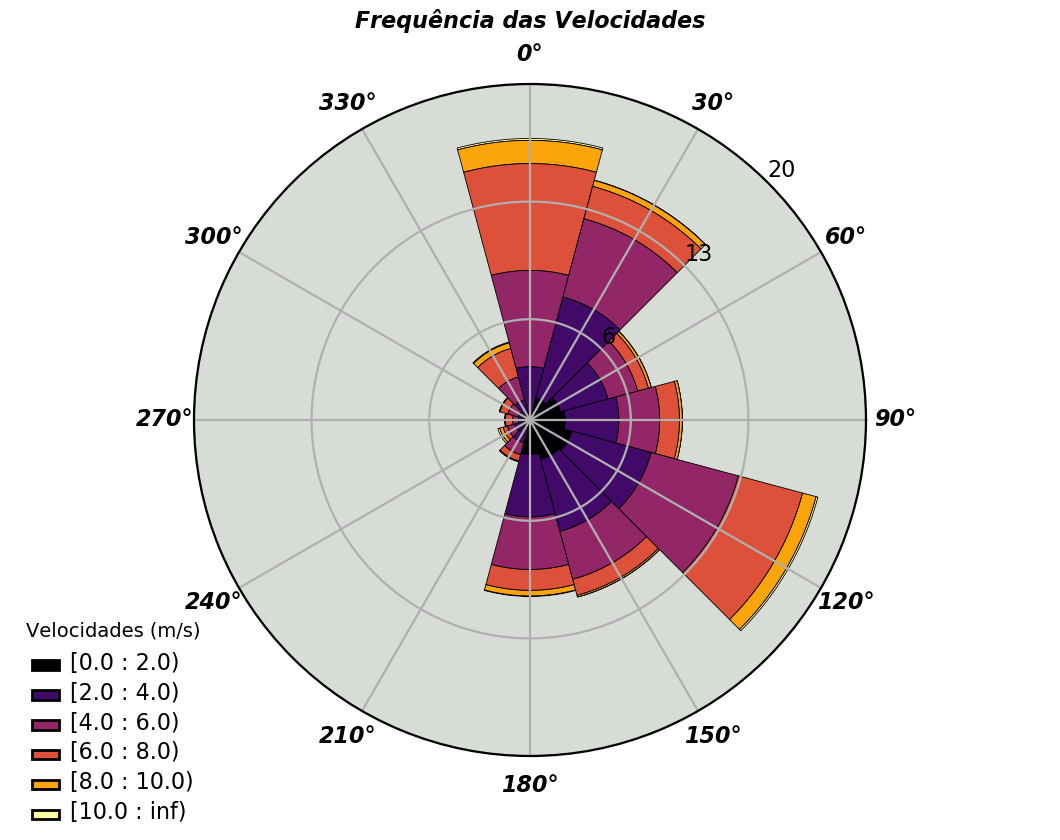 Frequência das Velocidades
0°
330°
30°
20
300°
60°
13
6
270°
90°
240°
120°
210°
150°
180°
Velocidades (m/s)
[0.0 : 2.0)
[2.0 : 4.0)
[4.0 : 6.0)
[6.0 : 8.0)
[8.0 : 10.0)
[10.0 : inf)